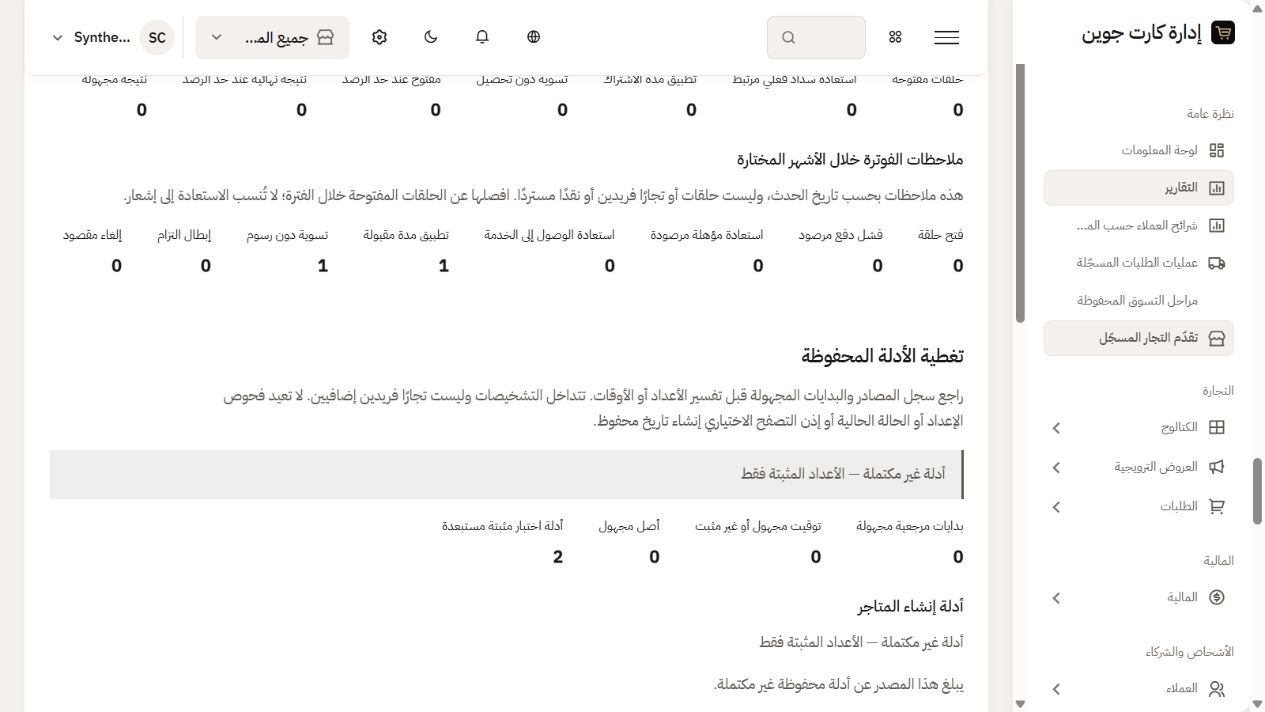 إدارة كارت جوين
جميع المـ...
SC
Synthe...
نظرة عامة
لوحة المعلومات
التقارير
شرائح العملاء حسب المـ...
عمليات الطلبات المسجّلة
مراحل التسوق المحفوظة
تقدّم التجار المسجّل
التجارة
الكتالوج
العروض الترويجية
الطلبات
المالية
المالية
الأشخاص والشركاء
العملاء
حلقات مفتوحة
استعادة سداد فعلي مرتبط
تطبيق مدة الاشتراك
تسوية دون تحصيل
مفتوح عند حد الرصد
نتيجة نهائية عند حد الرصد
نتيجة مجهولة
0 0 0 0 0 0 0
ملاحظات الفوترة خلال الأشهر المختارة
هذه ملاحظات بحسب تاريخ الحدث، وليست حلقات أو تجارًا فريدين أو نقدًا مستردًا. افصلها عن الحلقات المفتوحة خلال الفترة؛ لا تُنسب الاستعادة إلى إشعار.
فتح حلقة
فشل دفع مرصود
استعادة مؤهلة مرصودة
استعادة الوصول إلى الخدمة
تطبيق مدة مقبولة
تسوية دون رسوم
إبطال التزام
إلغاء مقصود
0 0 0 0 1 1 0 0
تغطية الأدلة المحفوظة
راجع سجل المصادر والبدايات المجهولة قبل تفسير الأعداد أو الأوقات. تتداخل التشخيصات وليست تجارًا فريدين إضافيين. لا تعيد فحوص
الإعداد أو الحالة الحالية أو إذن التصفح الاختياري إنشاء تاريخ محفوظ.
أدلة غير مكتملة — الأعداد المثبتة فقط
بدايات مرجعية مجهولة
توقيت مجهول أو غير مثبت
أصل مجهول
أدلة اختبار مثبتة مستبعدة
0 0 0 2
أدلة إنشاء المتاجر
أدلة غير مكتملة — الأعداد المثبتة فقط
يبلغ هذا المصدر عن أدلة محفوظة غير مكتملة.